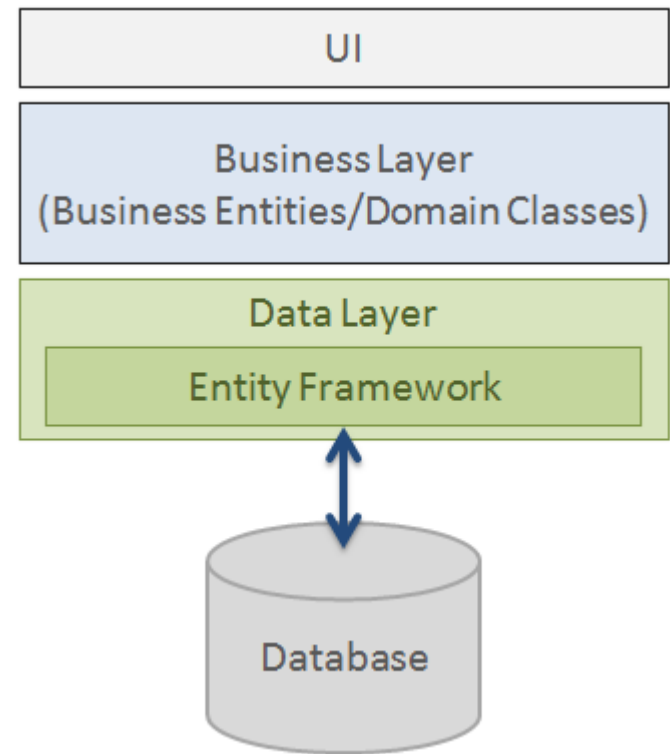 UI
Business Layer
(Business Entities/Domain Classes)
Data Layer
Entity Framework
Database